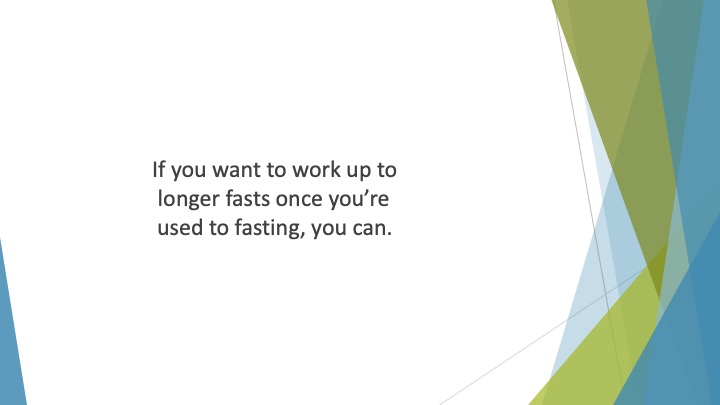 If you want to work up to
longer fasts once you’re
used to fasting, you can.